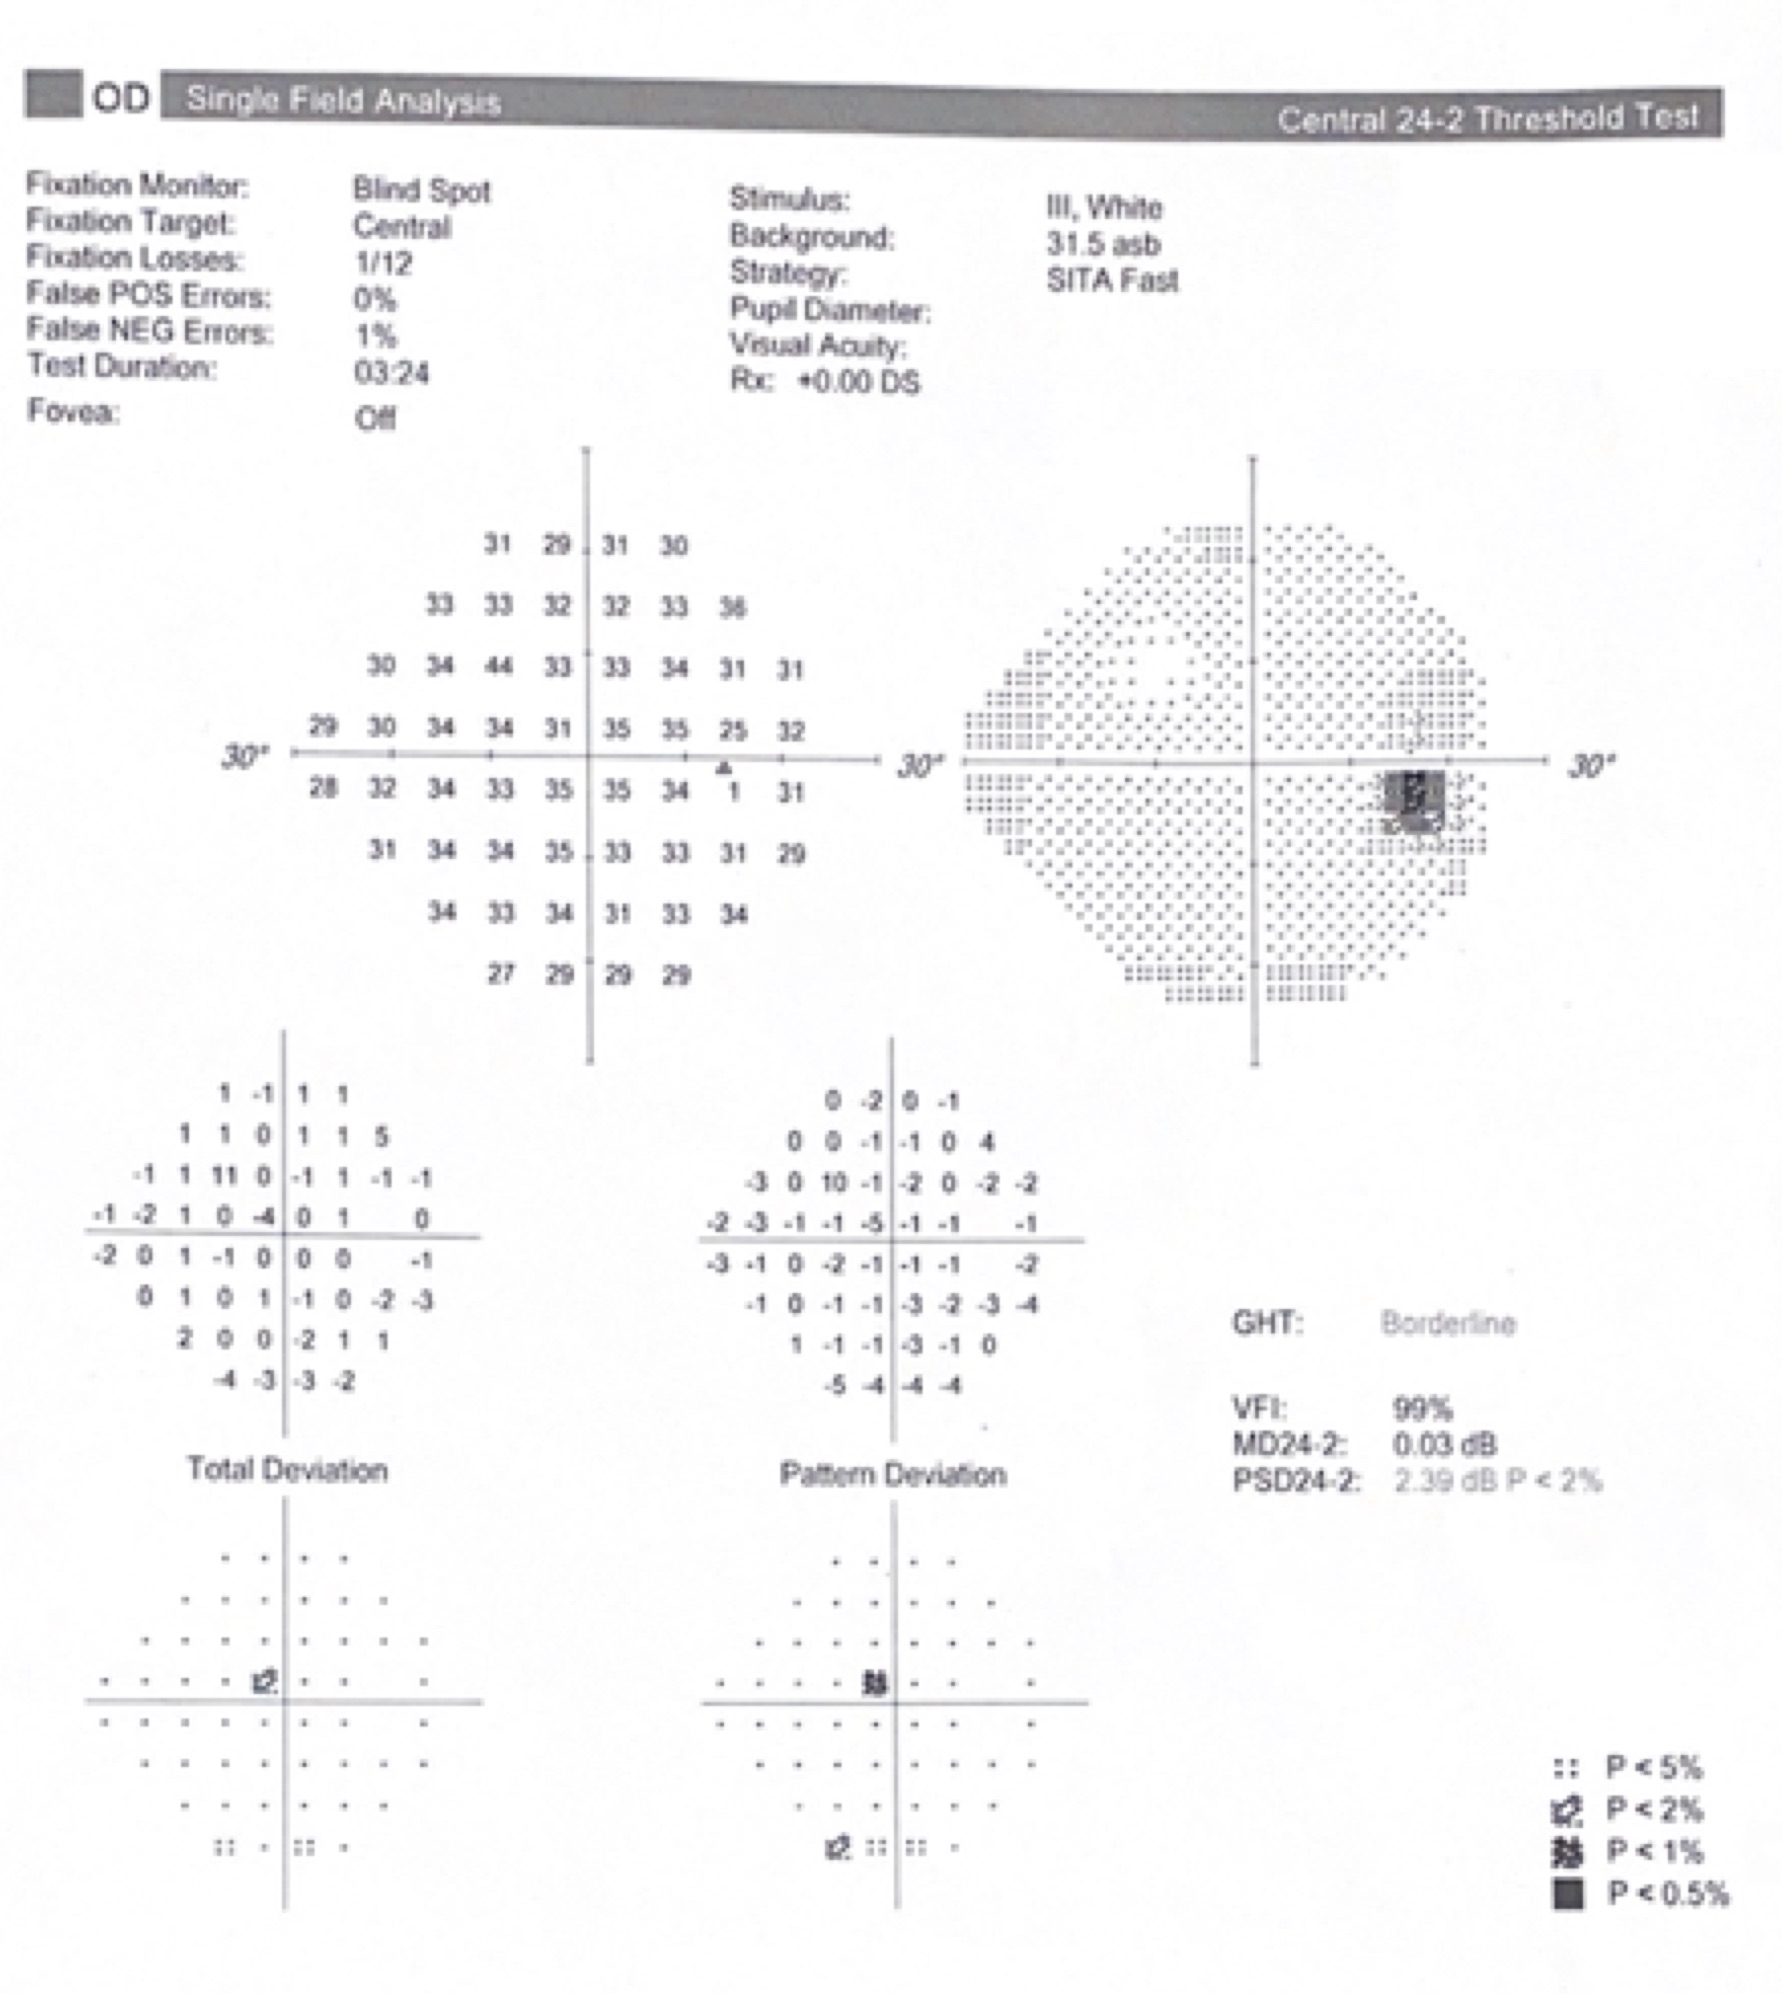 OD Single Field Analysis Central 24-2 Threshold Test
Fixation Monitor: Blind Spot
Fixation Target: Central
Fixation Losses: 1/12
False POS Errors: 0%
False NEG Errors: 1%
Test Duration: 03:24
Fovea: Off
Stimulus: III, White
Background: 31.5 asb
Strategy: SITA Fast
Pupil Diameter:
Visual Acuity:
Rx: +0.00 DS
31 29 31 30
33 33 32 32 33 36
30 34 44 33 33 34 31 31
29 30 34 34 31 35 35 25 32
30° 30° 30°
28 32 34 33 35 35 34 1 31
31 34 34 35 33 33 31 29
34 33 34 31 33 34
27 29 29 29
1 -1 1 1
1 1 0 1 1 5
-1 1 11 0 -1 1 -1 -1
-1 -2 1 0 -4 0 1 0
-2 0 1 -1 0 0 0 -1
0 1 0 1 -1 0 -2 -3
2 0 0 -2 1 1
-4 -3 -3 -2
Total Deviation
0 -2 0 -1
0 0 -1 -1 0 4
-3 0 10 -1 -2 0 -2 -2
-2 -3 -1 -1 -5 -1 -1 -1
-3 -1 0 -2 -1 -1 -1 -2
-1 0 -1 -1 -3 -2 -3 -4
1 -1 -1 -3 -1 0
-5 -4 -4 -4
Pattern Deviation
GHT: Borderline
VFI: 99%
MD24-2: 0.03 dB
PSD24-2: 2.39 dB P < 2%
P < 5%
P < 2%
P < 1%
P < 0.5%